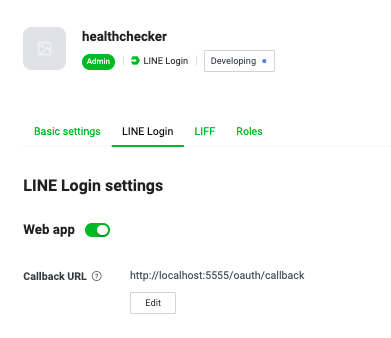 healthchecker
Admin LINE Login Developing
Basic settings LINE Login LIFF Roles
LINE Login settings
Web app
Callback URL ? http://localhost:5555/oauth/callback
Edit